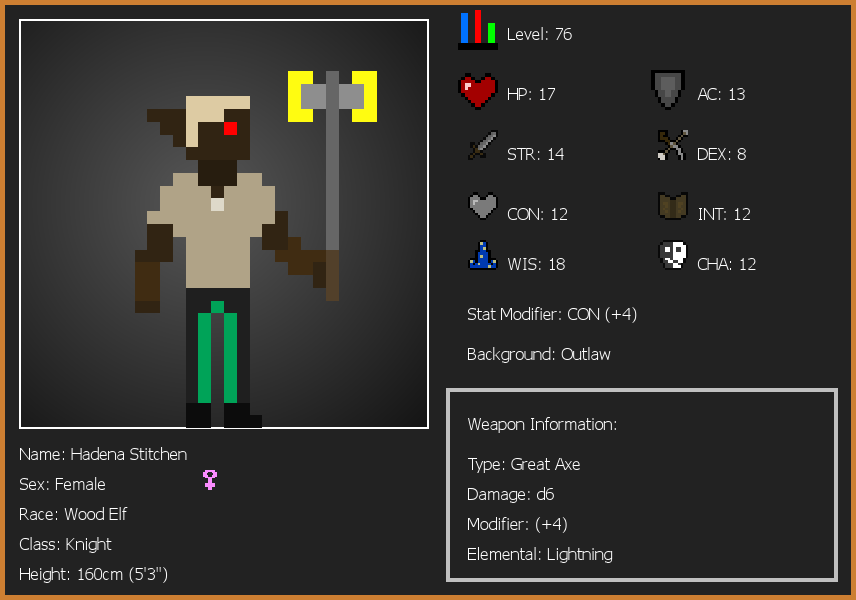 Level: 76
HP: 17
AC: 13
STR: 14
DEX: 8
CON: 12
INT: 12
WIS: 18
CHA: 12
Stat Modifier: CON (+4)
Background: Outlaw
Weapon Information:
Type: Great Axe
Damage: d6
Modifier: (+4)
Elemental: Lightning
Name: Hadena Stitchen
Sex: Female
Race: Wood Elf
Class: Knight
Height: 160cm (5'3")